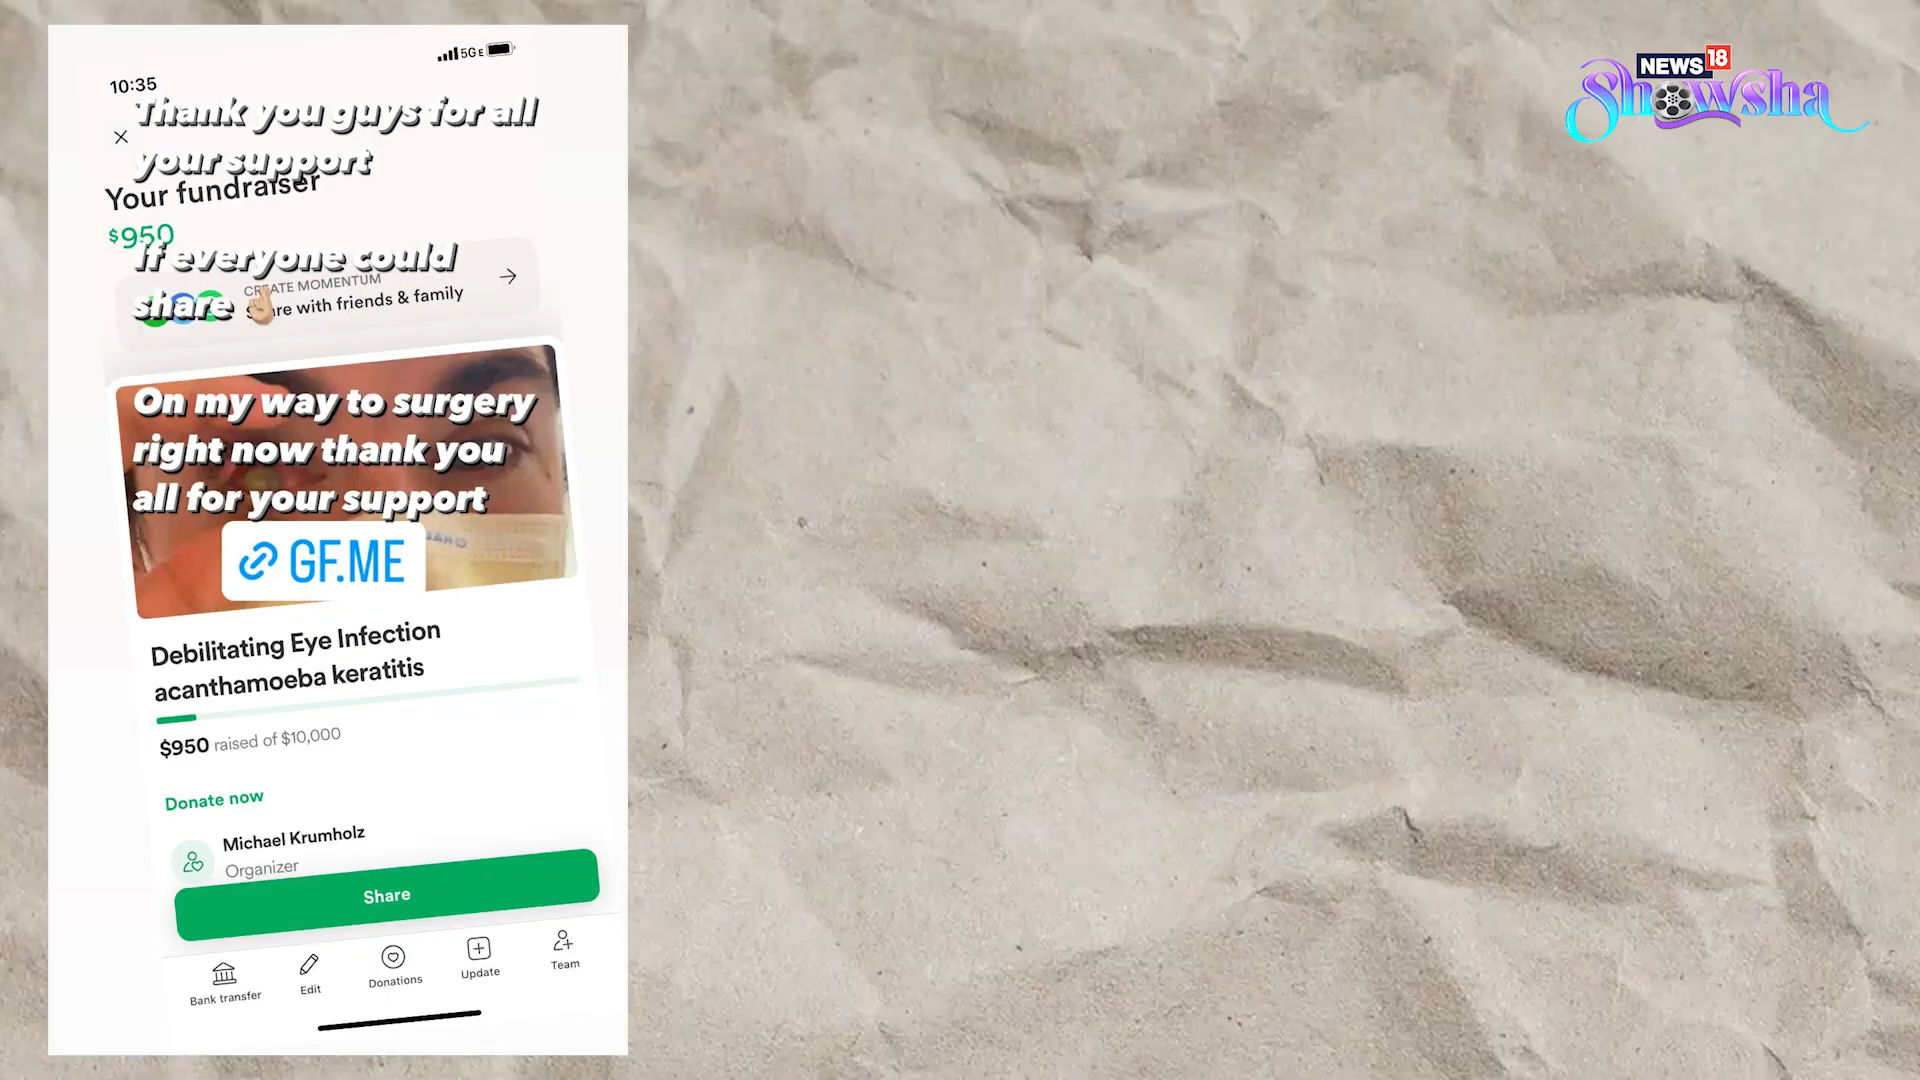 NEWS 18
Showsha
10:35
5GE
Thank you guys for all
your support
Your fundraiser
$950
If everyone could
share
CREATE MOMENTUM
Share with friends & family
On my way to surgery
right now thank you
all for your support
GF.ME
Debilitating Eye Infection
acanthamoeba keratitis
$950 raised of $10,000
Donate now
Michael Krumholz
Organizer
Share
Bank transfer
Edit
Donations
Update
Team